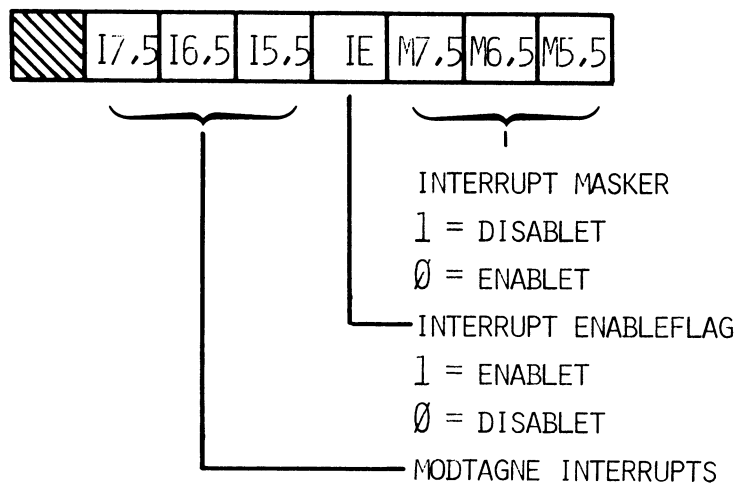 I7,5 I6,5 I5,5 IE M7,5 M6,5 M5,5
INTERRUPT MASKER
1 = DISABLET
Ø = ENABLET
INTERRUPT ENABLEFLAG
1 = ENABLET
Ø = DISABLET
MODTAGNE INTERRUPTS